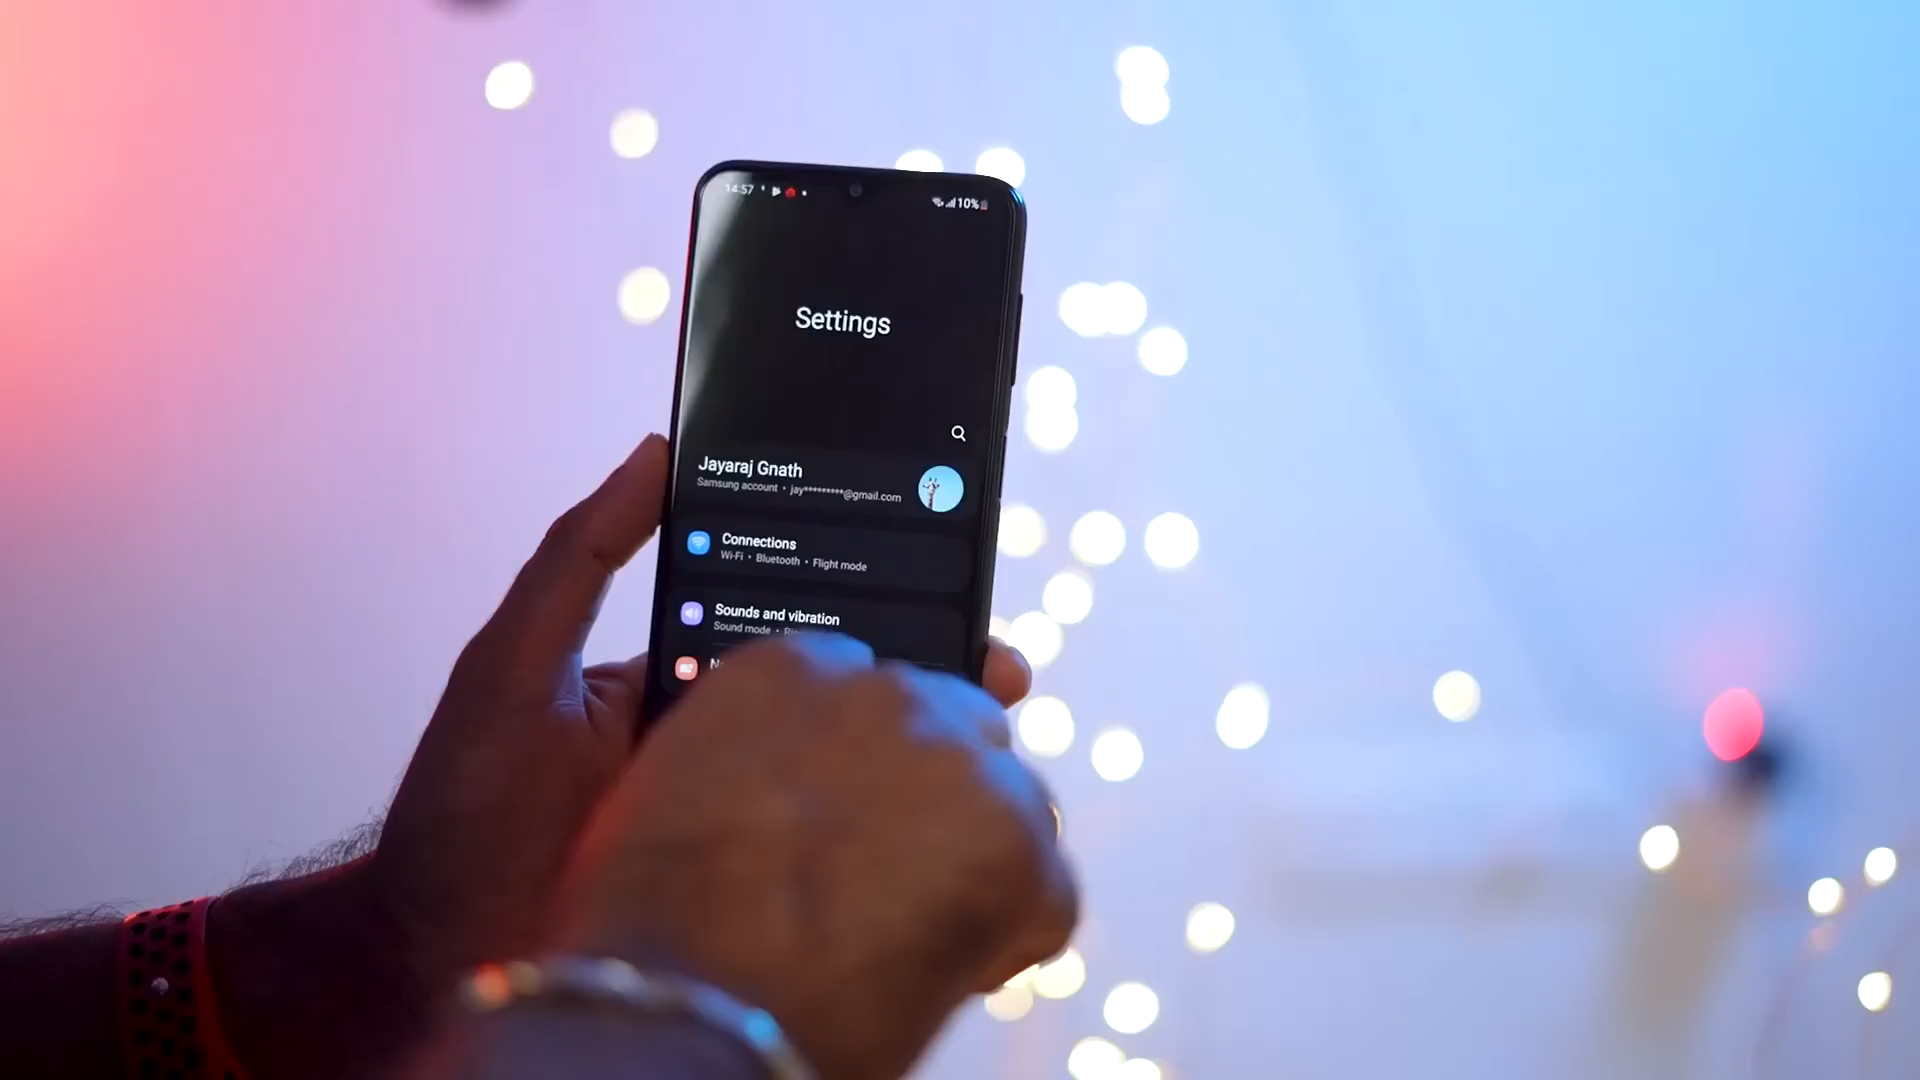 14:57
10%
Settings
Jayaraj Gnath
Samsung account • jay*********@gmail.com
Connections
Wi-Fi • Bluetooth • Flight mode
Sounds and vibration
Sound mode •